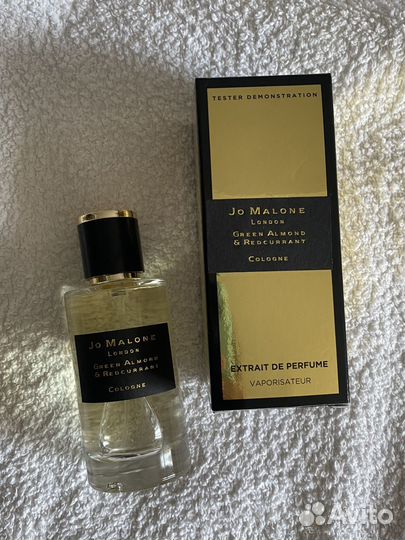 TESTER DEMONSTRATION
JO MALONE
LONDON
GREEN ALMOND
& REDCURRANT
COLOGNE
EXTRAIT DE PERFUME
VAPORISATEUR
JO MALONE
LONDON
GREEN ALMOND
& REDCURRANT
COLOGNE
Avito